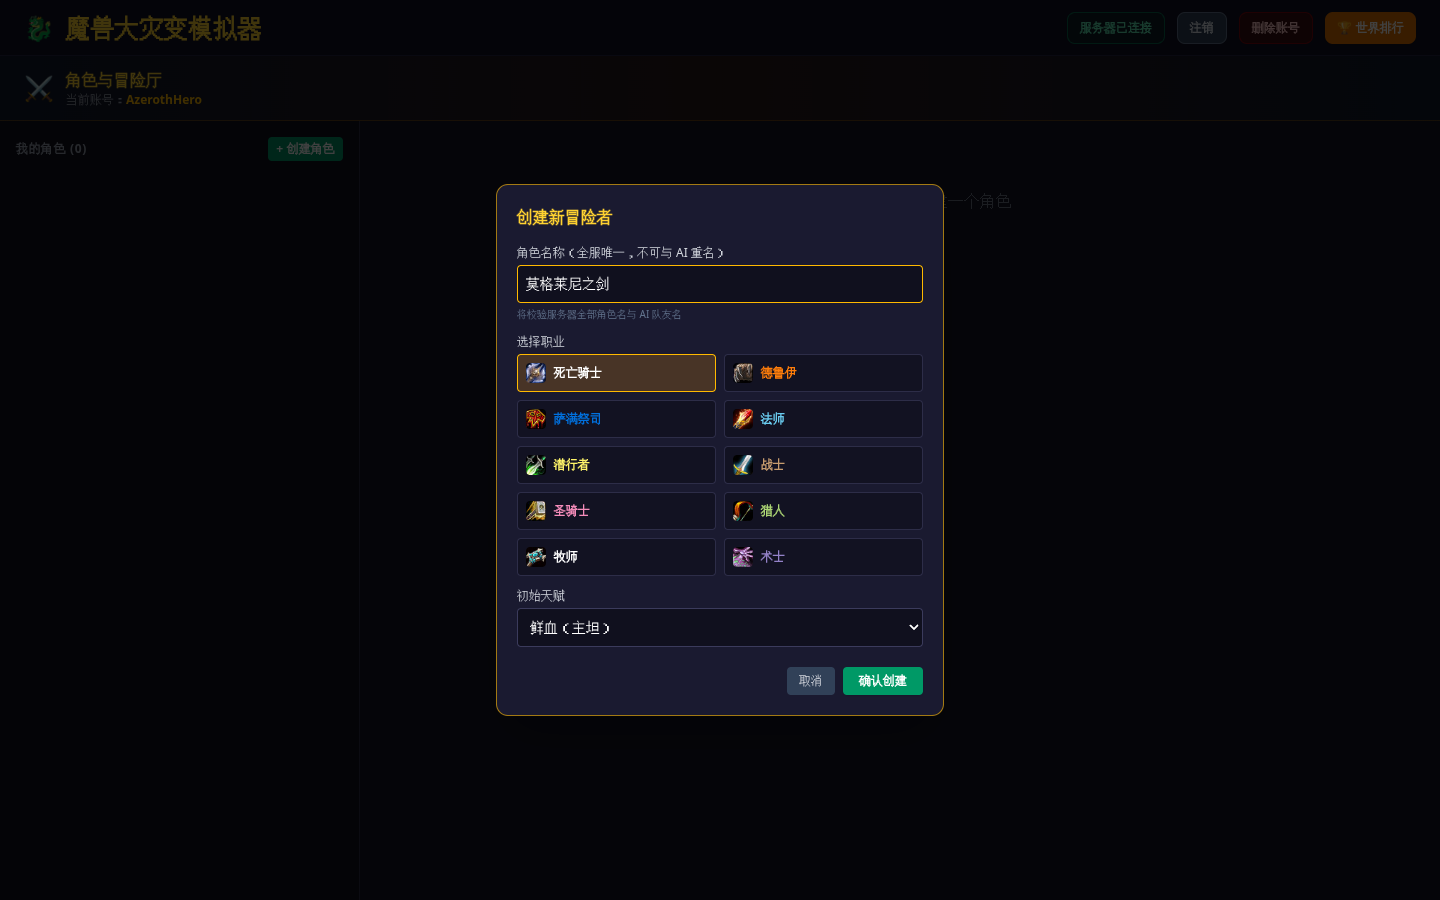 魔兽大灾变模拟器
服务器已连接
注销
删除账号
世界排行
角色与冒险厅
当前账号：AzerothHero
我的角色 (0)
+ 创建角色
一个角色
创建新冒险者
角色名称（全服唯一，不可与 AI 重名）
莫格莱尼之剑
将校验服务器全部角色名与 AI 队友名
选择职业
死亡骑士
德鲁伊
萨满祭司
法师
潜行者
战士
圣骑士
猎人
牧师
术士
初始天赋
鲜血（主坦）
取消
确认创建